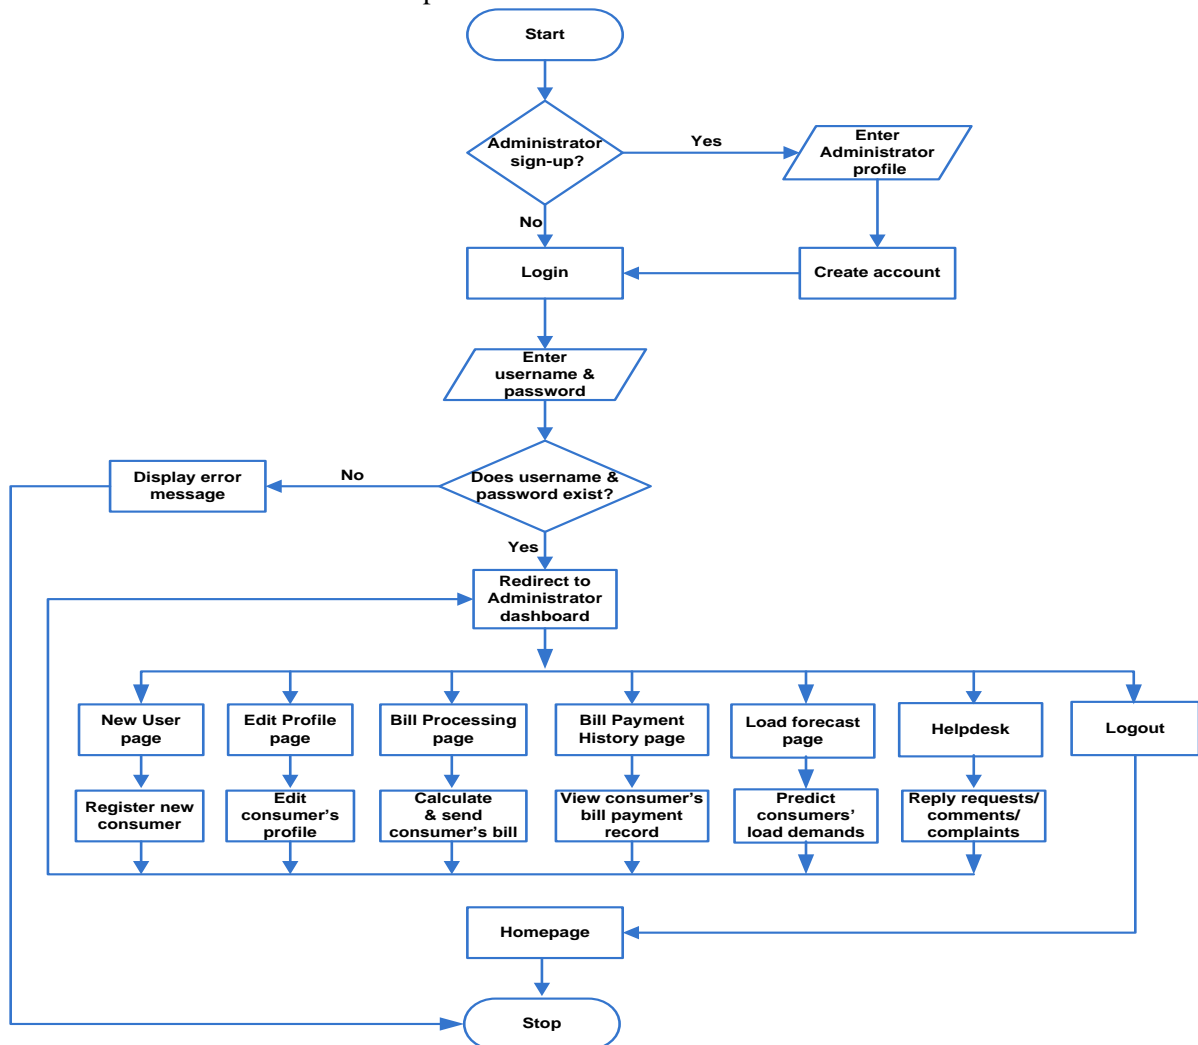 Start
Administrator
sign-up?
Yes
Enter
Administrator
profile
No
Login
Create account
Enter
username &
password
Does username &
password exist?
No
Display error
message
Yes
Redirect to
Administrator
dashboard
New User
page
Edit Profile
page
Bill Processing
page
Bill Payment
History page
Load forecast
page
Helpdesk
Logout
Register new
consumer
Edit
consumer's
profile
Calculate
& send
consumer's bill
View consumer's
bill payment
record
Predict
consumers'
load demands
Reply requests/
comments/
complaints
Homepage
Stop